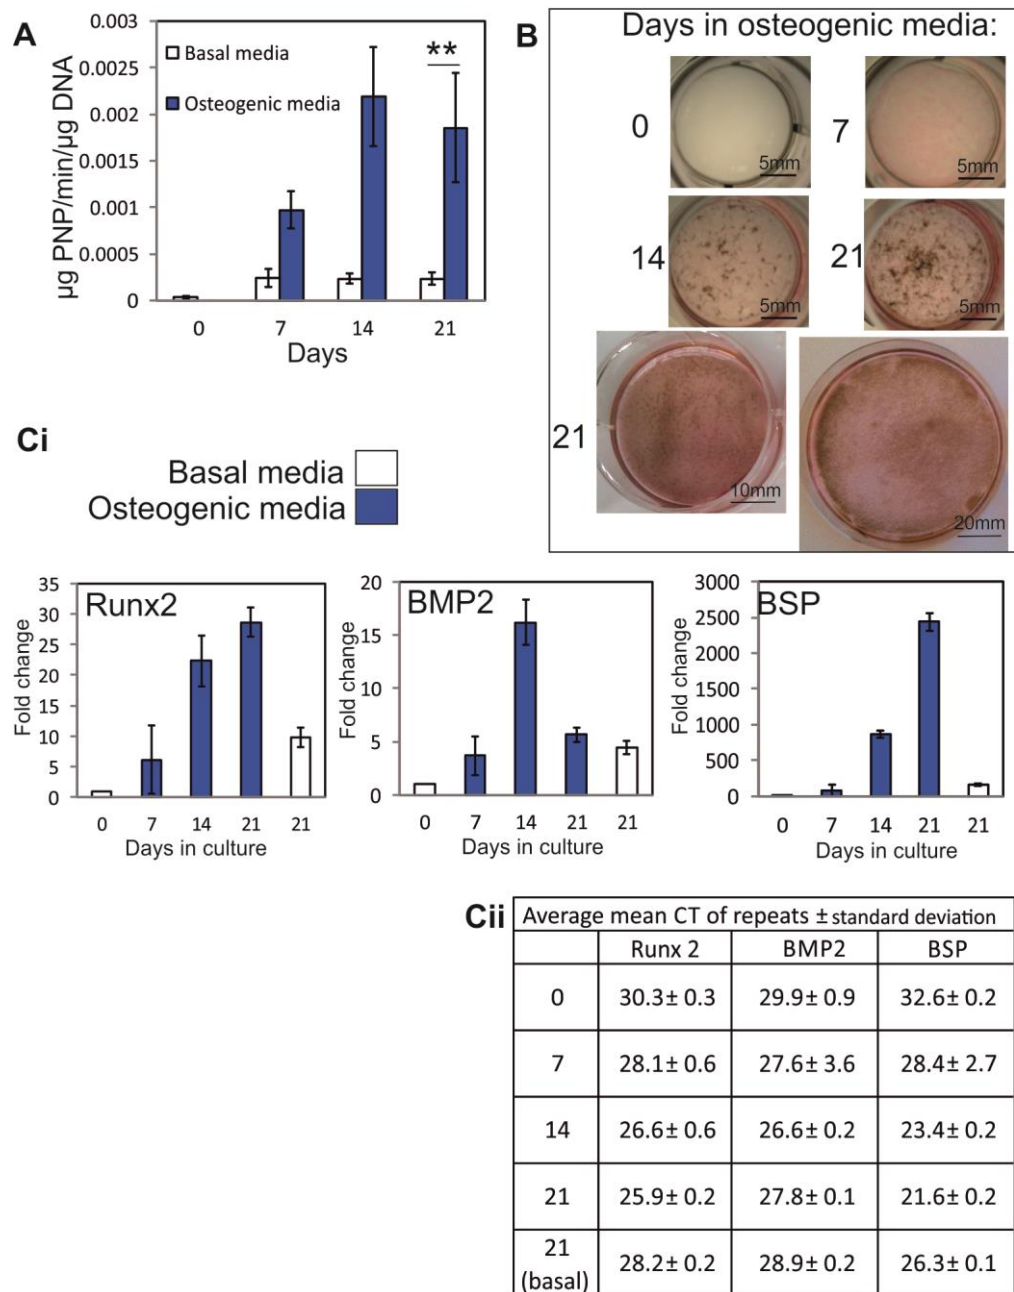 A
0.003
0.0025
0.002
0.0015
0.001
0.0005
0
µg PNP/min/µg DNA
Basal media
Osteogenic media
**
0 7 14 21
Days
B
Days in osteogenic media:
0
5mm
7
5mm
14
5mm
21
5mm
21
10mm
20mm
Ci
Basal media
Osteogenic media
Runx2
35
30
25
20
15
10
5
0
Fold change
0 7 14 21 21
Days in culture
BMP2
20
15
10
5
0
Fold change
0 7 14 21 21
Days in culture
BSP
3000
2500
2000
1500
1000
500
0
Fold change
0 7 14 21 21
Days in culture
Cii
Average mean CT of repeats ± standard deviation
Runx 2 BMP2 BSP
0 30.3± 0.3 29.9± 0.9 32.6± 0.2
7 28.1± 0.6 27.6± 3.6 28.4± 2.7
14 26.6± 0.6 26.6± 0.2 23.4± 0.2
21 25.9± 0.2 27.8± 0.1 21.6± 0.2
21
(basal) 28.2± 0.2 28.9± 0.2 26.3± 0.1